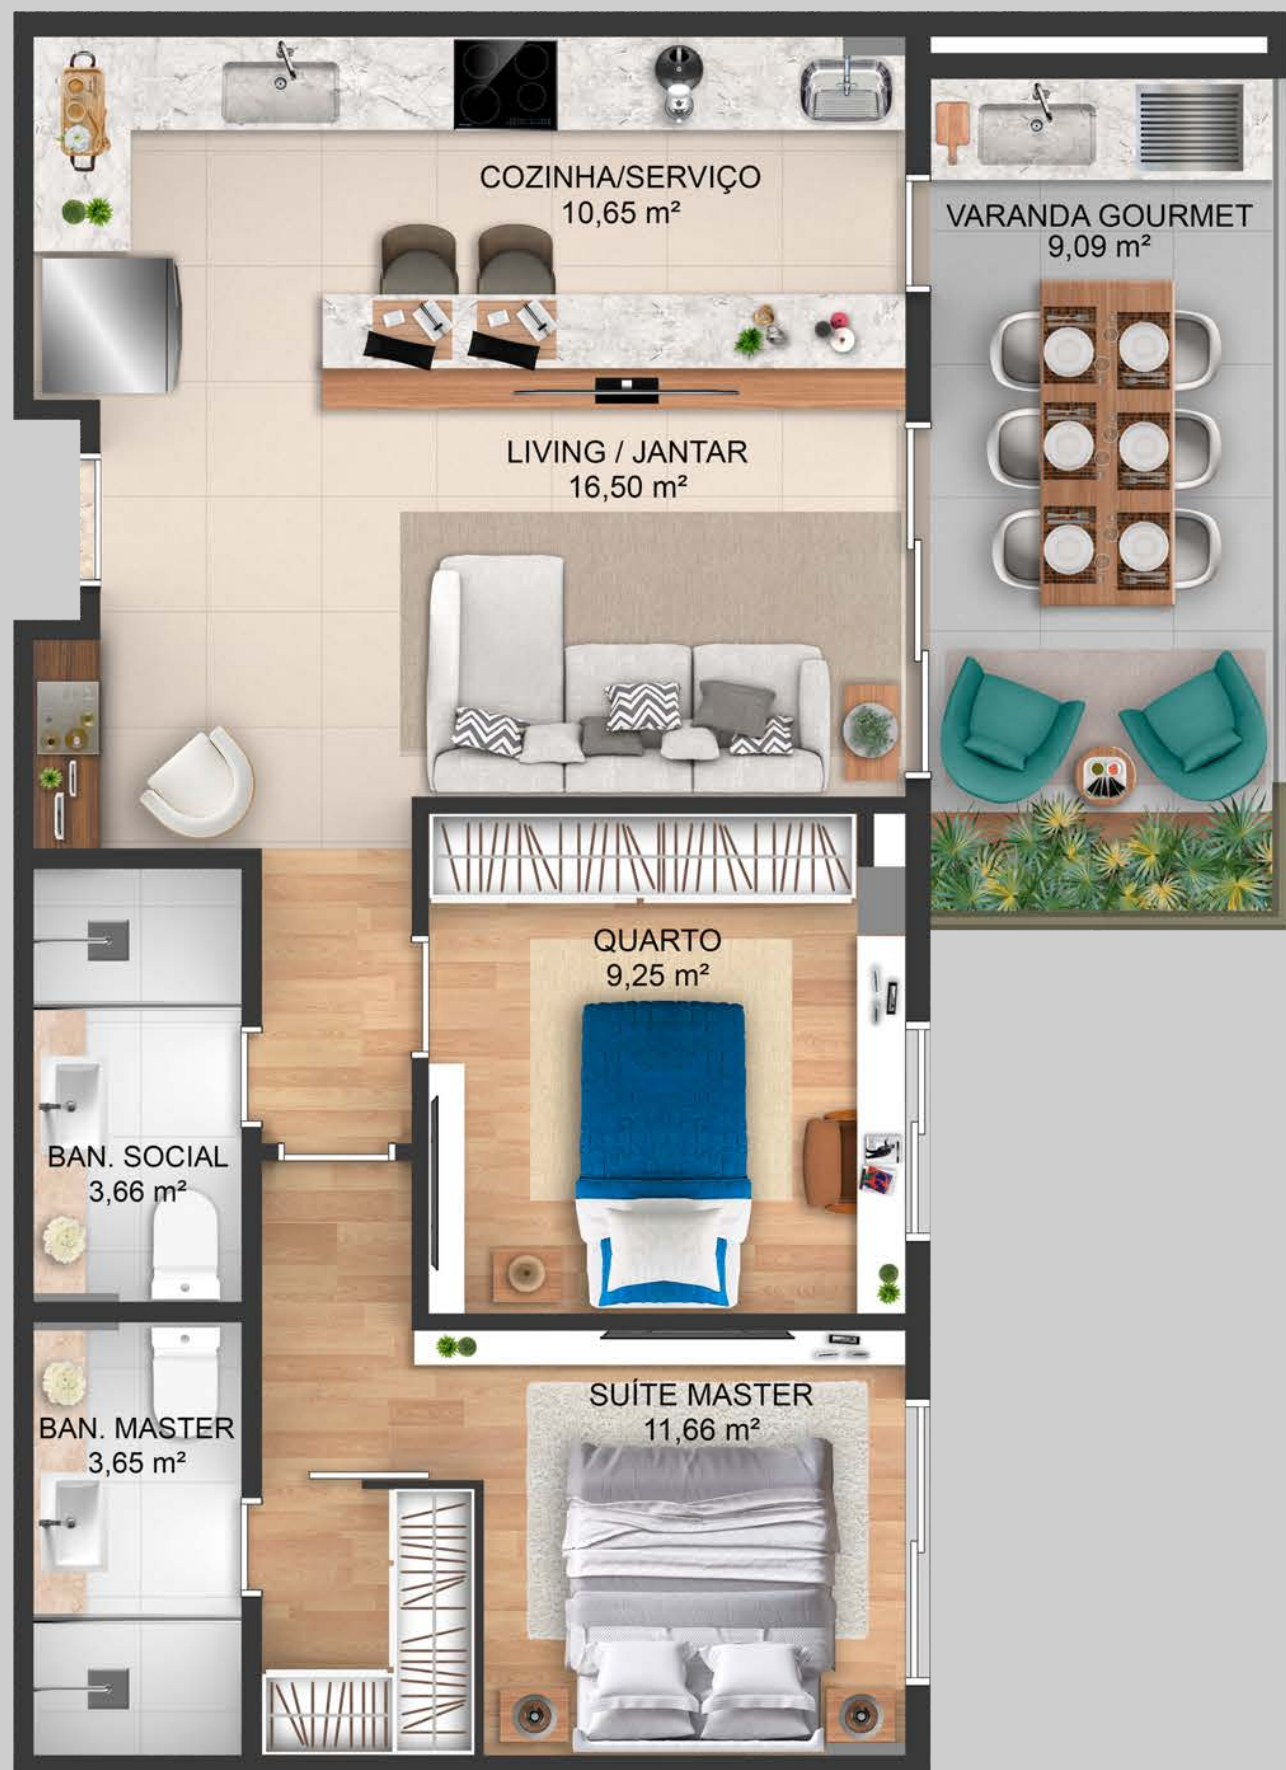 COZINHA/SERVIÇO
10,65 m²
VARANDA GOURMET
9,09 m²
LIVING / JANTAR
16,50 m²
QUARTO
9,25 m²
BAN. SOCIAL
3,66 m²
SUÍTE MASTER
11,66 m²
BAN. MASTER
3,65 m²